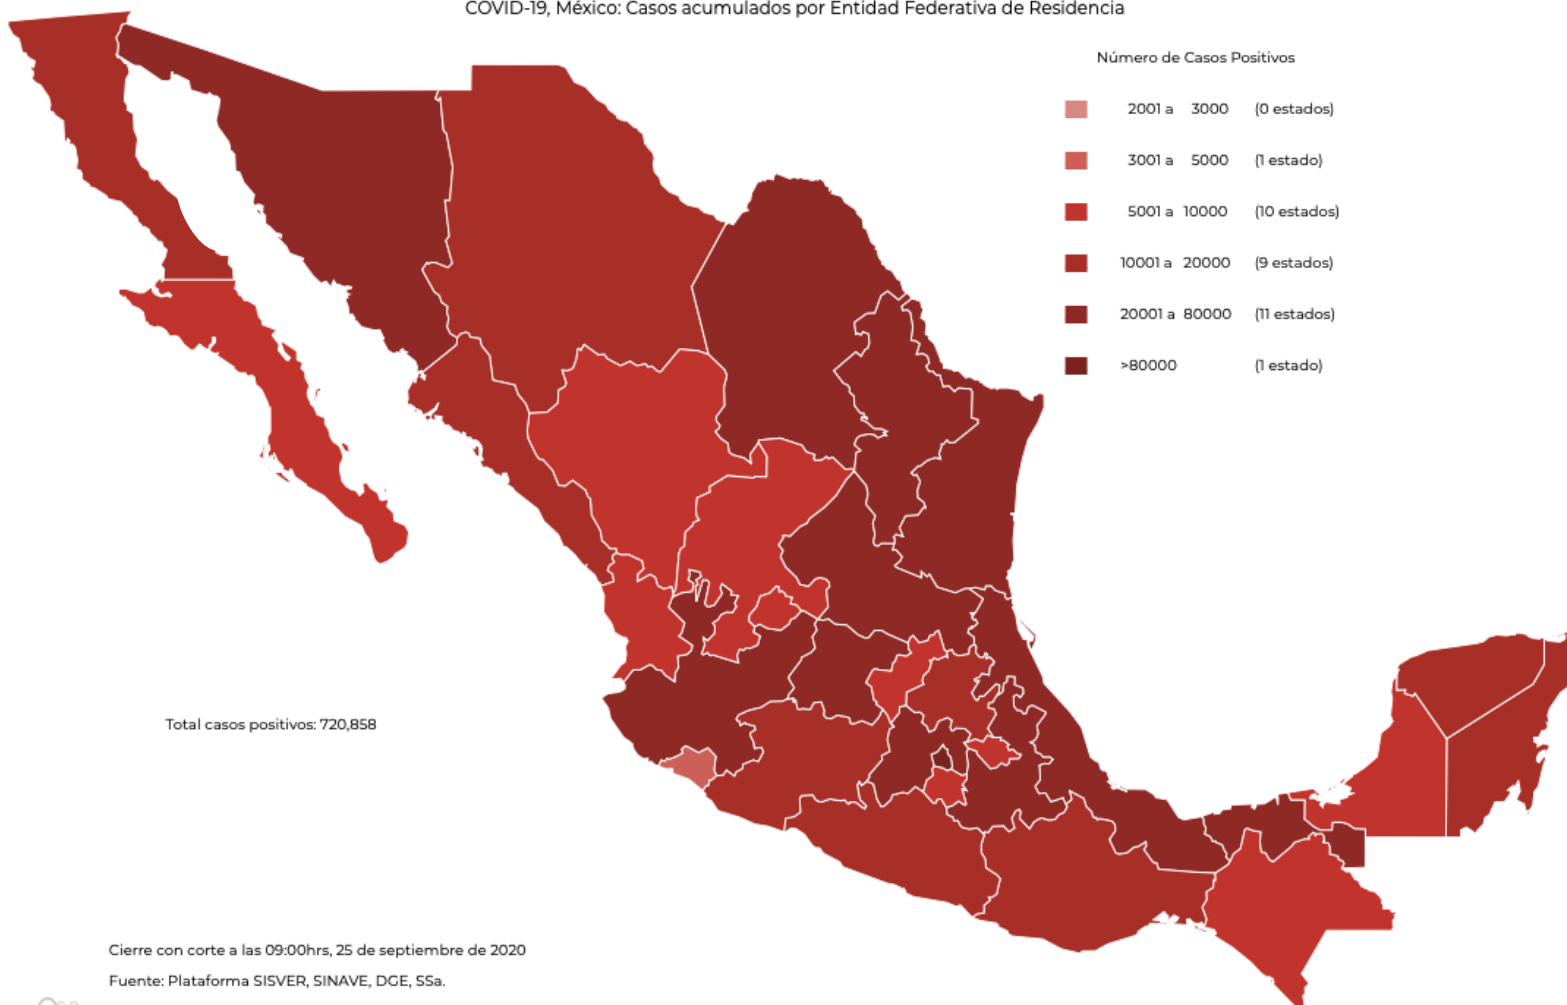 COVID-19, México: Casos acumulados por Entidad Federativa de Residencia
Número de Casos Positivos
2001 a 3000 (0 estados)
3001 a 5000 (1 estado)
5001 a 10000 (10 estados)
10001 a 20000 (9 estados)
20001 a 80000 (11 estados)
>80000 (1 estado)
Total casos positivos: 720,858
Cierre con corte a las 09:00hrs, 25 de septiembre de 2020
Fuente: Plataforma SISVER, SINAVE, DGE, SSa.